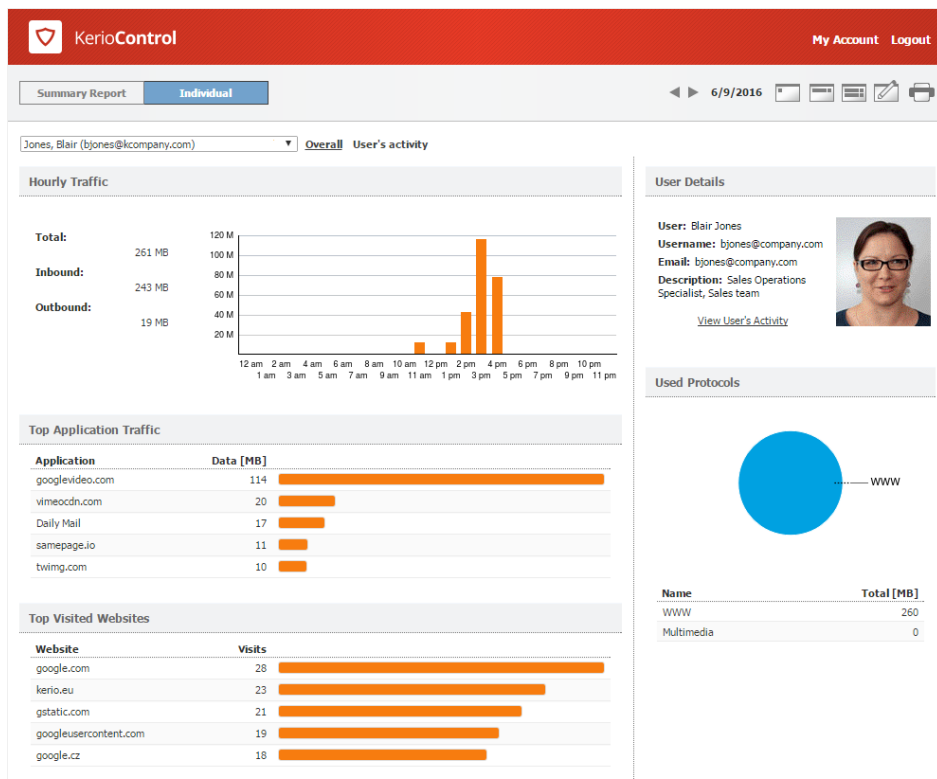 KerioControl
My Account Logout
Summary Report Individual
6/9/2016
Jones, Blair (bjones@kcompany.com) Overall User's activity
Hourly Traffic
Total:
261 MB
Inbound:
243 MB
Outbound:
19 MB
120 M
100 M
80 M
60 M
40 M
20 M
12 am 2 am 4 am 6 am 8 am 10 am 12 pm 2 pm 4 pm 6 pm 8 pm 10 pm
1 am 3 am 5 am 7 am 9 am 11 am 1 pm 3 pm 5 pm 7 pm 9 pm 11 pm
Top Application Traffic
Application Data [MB]
googlevideo.com 114
vimeocdn.com 20
Daily Mail 17
samepage.io 11
twimg.com 10
Top Visited Websites
Website Visits
google.com 28
kerio.eu 23
gstatic.com 21
googleusercontent.com 19
google.cz 18
User Details
User: Blair Jones
Username: bjones@company.com
Email: bjones@company.com
Description: Sales Operations
Specialist, Sales team
View User's Activity
Used Protocols
WWW
Name Total [MB]
WWW 260
Multimedia 0